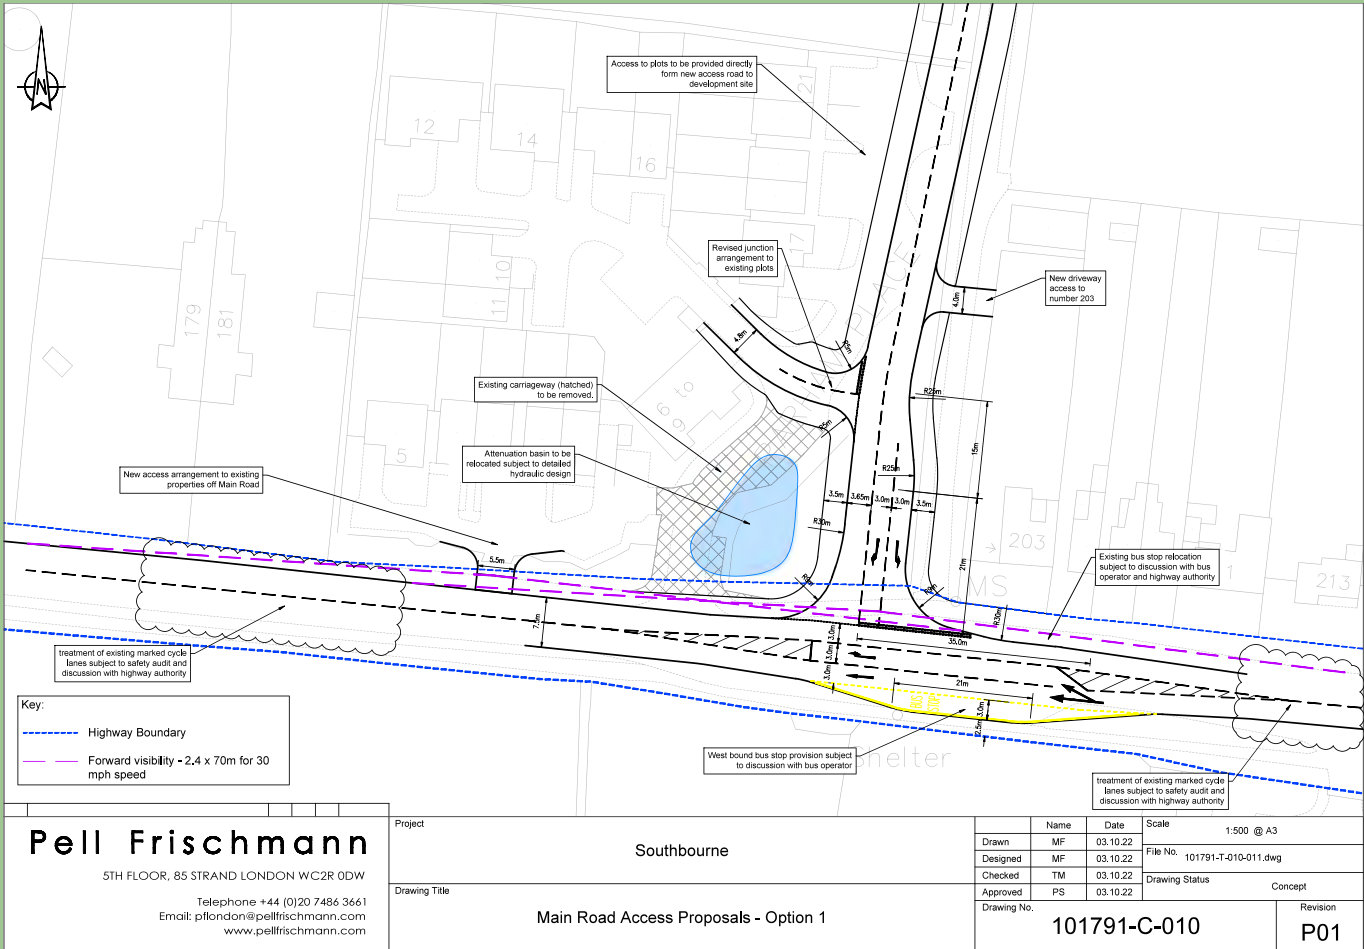 N
Access to plots to be provided directly
form new access road to
development site
12
14
16
21
17
Revised junction
arrangement to
existing plots
New driveway
access to
number 203
4.0m
179
181
10
11
4.8m
R5m
Existing carriageway (hatched)
to be removed.
6 to
9
R5m
R25m
15m
5
Attenuation basin to be
relocated subject to detailed
hydraulic design
R25m
New access arrangement to existing
properties off Main Road
3.5m
3.65m
3.0m
3.0m
3.5m
R30m
203
21m
MS
213
Existing bus stop relocation
subject to discussion with bus
operator and highway authority
5.5m
R30m
7.5m
3.0m
3.0m
3.0m
35.0m
21m
3.0m
2.5m
treatment of existing marked cycle
lanes subject to safety audit and
discussion with highway authority
BUS
STOP
West bound bus stop provision subject
to discussion with bus operator
Shelter
treatment of existing marked cycle
lanes subject to safety audit and
discussion with highway authority
Key:
Highway Boundary
Forward visibility - 2.4 x 70m for 30
mph speed
Pell Frischmann
5TH FLOOR, 85 STRAND LONDON WC2R 0DW
Telephone +44 (0)20 7486 3661
Email: pflondon@pellfrischmann.com
www.pellfrischmann.com
Project
Southbourne
Drawing Title
Main Road Access Proposals - Option 1
Name Date
Drawn MF 03.10.22
Designed MF 03.10.22
Checked TM 03.10.22
Approved PS 03.10.22
Scale
1:500 @ A3
File No. 101791-T-010-011.dwg
Drawing Status
Concept
Drawing No.
101791-C-010
Revision
P01